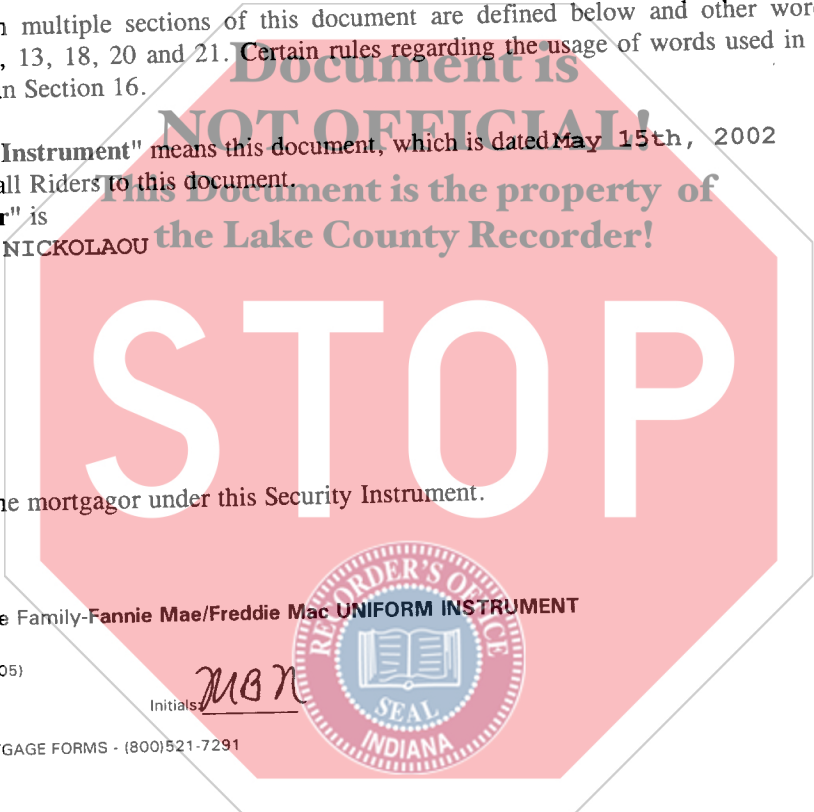 multiple sections of this document are defined below and other
, 13, 18, 20 and 21. Certain rules regarding the usage of words used in
in Section 16.
Document is
NOT OFFICIAL!
Instrument" means this document, which is dated May 15th, 2002
all Riders to this document.
This Document is the property of
r" is
the Lake County Recorder!
NICKOLAOU
STOP
mortgagor under this Security Instrument.
RECORDER'S OFFICE
SEAL
INDIANA
Family-Fannie Mae/Freddie Mac UNIFORM INSTRUMENT
05)
Initials: MBN
GAGE FORMS - (800)521-7291